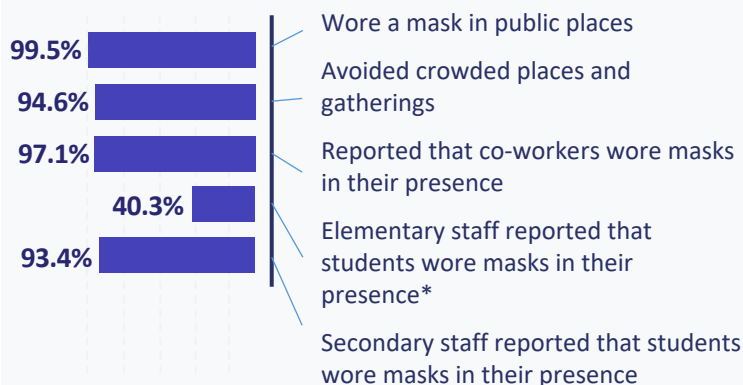 99.5%
Wore a mask in public places
94.6%
Avoided crowded places and
gatherings
97.1%
Reported that co-workers wore masks
in their presence
40.3%
Elementary staff reported that
students wore masks in their
presence*
93.4%
Secondary staff reported that students
wore masks in their presence